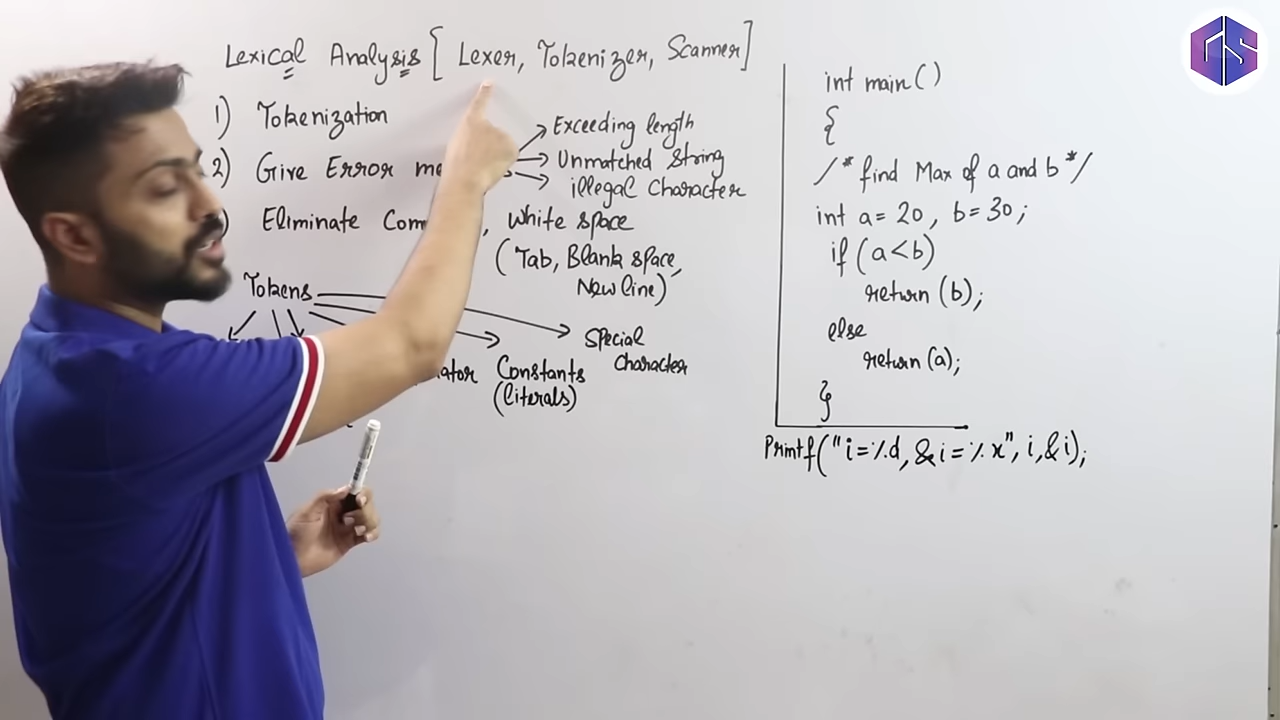 Lexical Analysis [Lexer, Tokenizer, Scanner]
1) Tokenization
2) Give Error
Exceeding length
Unmatched string
illegal Character
) Eliminate , White space
(Tab, Blank space,
New line)
Tokens
Special
Character
Constants
(literals)
int main()
{
/*find Max of a and b*/
int a=20, b=30;
if (a<b)
return (b);
else
return (a);
}
Printf("i=%d, &i=%x", i,&i);